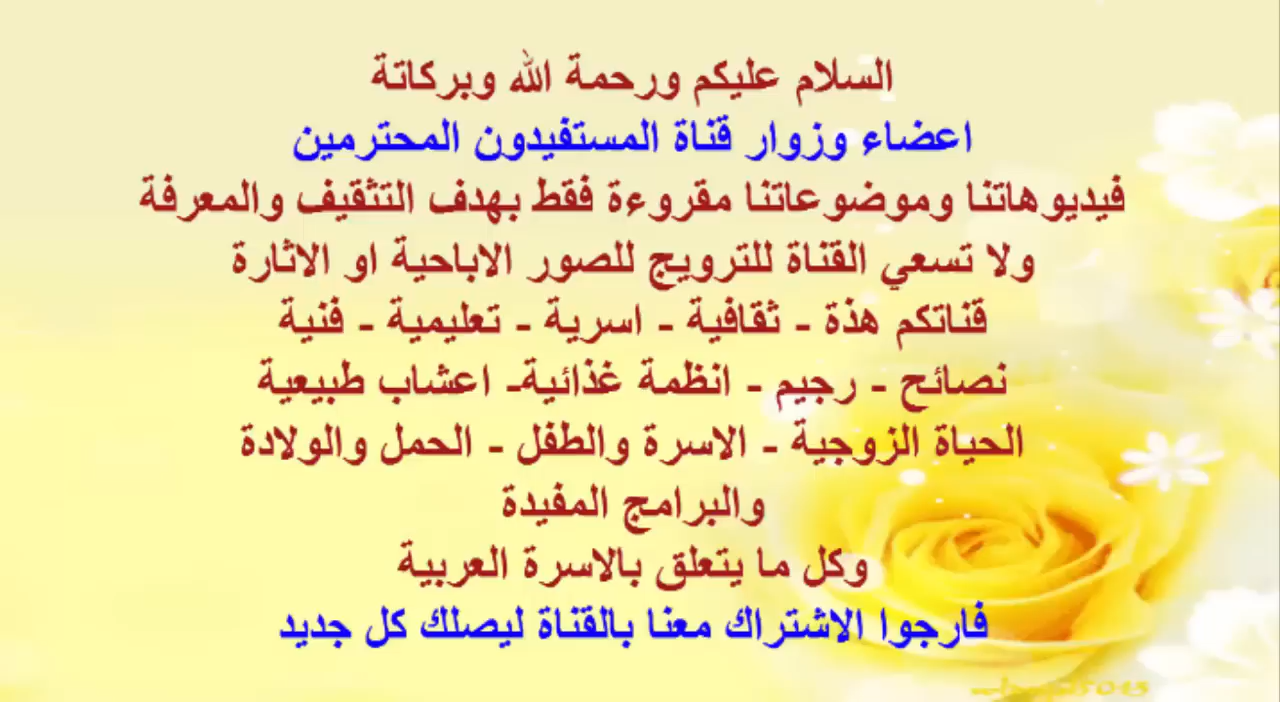 السلام عليكم ورحمة الله وبركاتة
اعضاء وزوار قناة المستفيدون المحترمين
فيديوهاتنا وموضوعاتنا مقروءة فقط بهدف التثقيف والمعرفة
ولا تسعي القناة للترويج للصور الاباحية او الاثارة
قناتكم هذة - ثقافية - اسرية - تعليمية - فنية
نصائح - رجيم - انظمة غذائية- اعشاب طبيعية
الحياة الزوجية - الاسرة والطفل - الحمل والولادة
والبرامج المفيدة
وكل ما يتعلق بالاسرة العربية
فارجوا الاشتراك معنا بالقناة ليصلك كل جديد